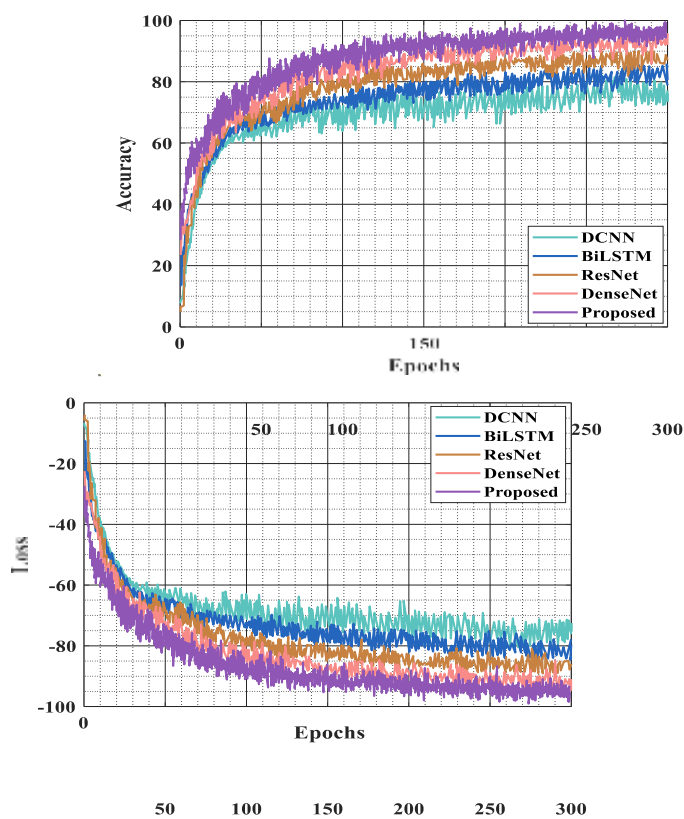 100
80
60
40
20
0
Accuracy
DCNN
BiLSTM
ResNet
DenseNet
Proposed
0 150
Epochs
0
-20
-40
-60
-80
-100
Loss
50 100 250 300
DCNN
BiLSTM
ResNet
DenseNet
Proposed
0
Epochs
50 100 150 200 250 300